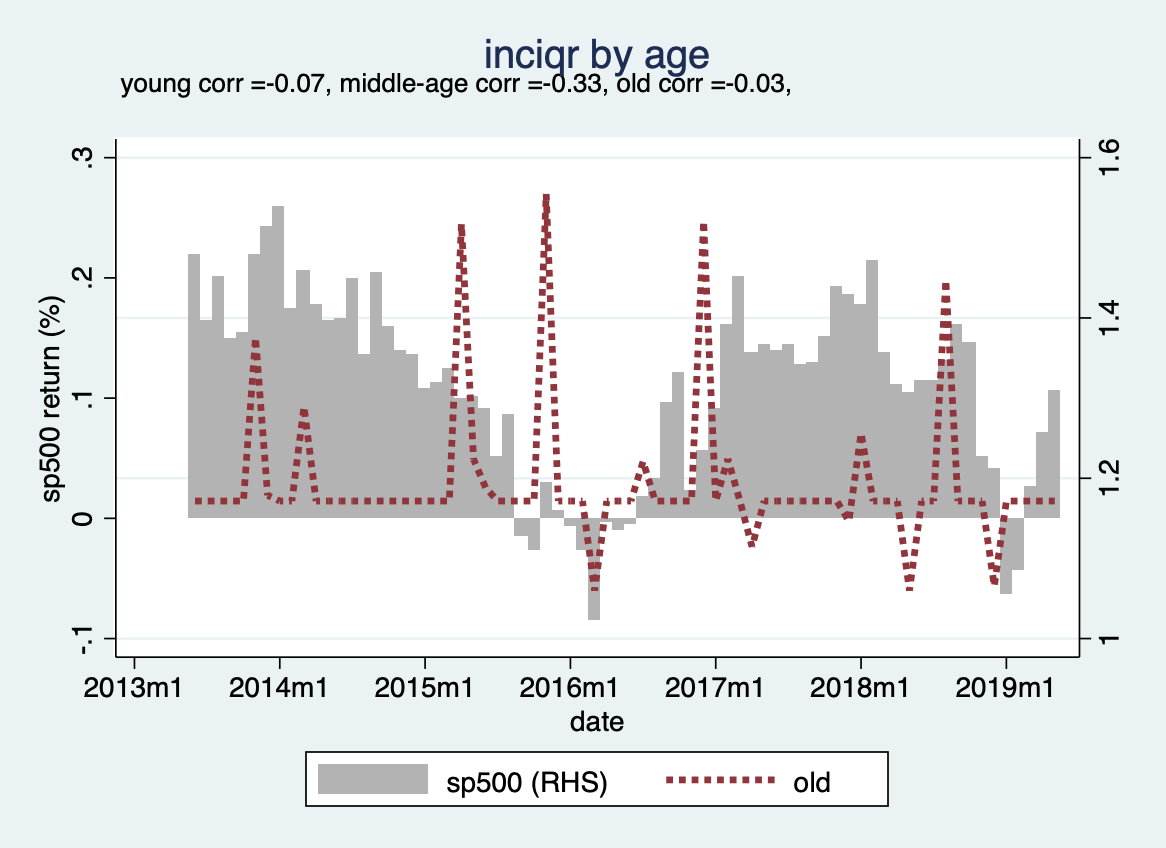 inciqr by age
young corr =-0.07, middle-age corr =-0.33, old corr =-0.03,
sp500 return (%)
.3
.2
.1
0
-.1
1.6
1.4
1.2
1
2013m1 2014m1 2015m1 2016m1 2017m1 2018m1 2019m1
date
sp500 (RHS) old